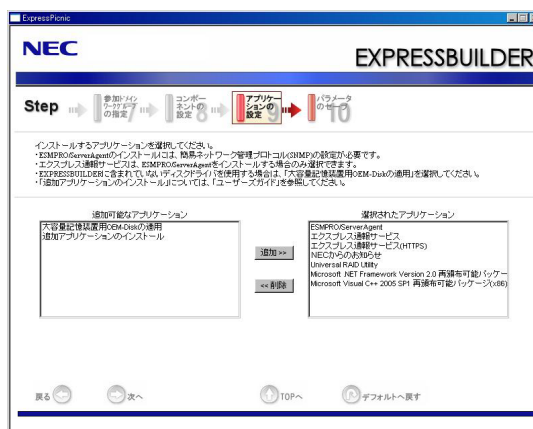 ExpressPicnic
NEC
EXPRESSBUILDER
Step
参加ドメイン
ワークグループ
の指定
7
コンポー
ネントの
設定
8
アプリケー
ションの
設定
9
パラメータ
のセーブ
10
インストールするアプリケーションを選択してください。
・ESMPRO/ServerAgentのインストールには、簡易ネットワーク管理プロトコル(SNMP)の設定が必要です。
・エクスプレス通報サービスは、ESMPRO/ServerAgentをインストールする場合のみ選択できます。
・EXPRESSBUILDERに含まれていないディスクドライバを使用する場合は、「大容量記憶装置用OEM-Diskの適用」を選択してください。
・「追加アプリケーションのインストール」については、「ユーザーズガイド」を参照してください。
追加可能なアプリケーション
大容量記憶装置用OEM-Diskの適用
追加アプリケーションのインストール
追加 >>
<< 削除
選択されたアプリケーション
ESMPRO/ServerAgent
エクスプレス通報サービス
エクスプレス通報サービス(HTTPS)
NECからのお知らせ
Universal RAID Utility
Microsoft .NET Framework Version 2.0 再頒布可能パッケー
Microsoft Visual C++ 2005 SP1 再頒布可能パッケージ(x86)
戻る
次へ
TOPへ
デフォルトへ戻す